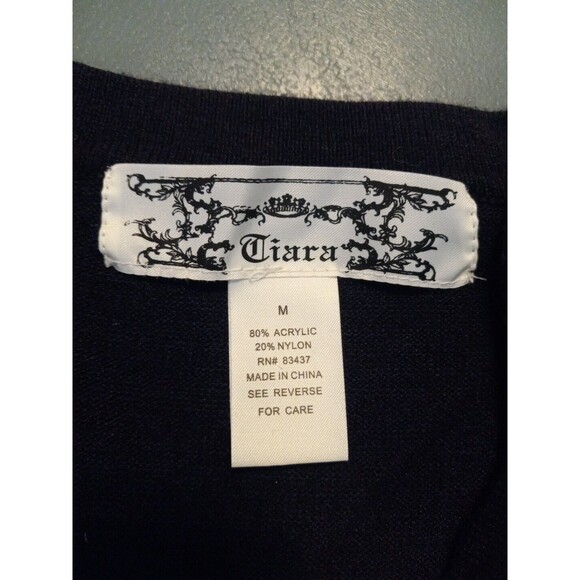 Tiara
M
80% ACRYLIC
20% NYLON
RN# 83437
MADE IN CHINA
SEE REVERSE
FOR CARE